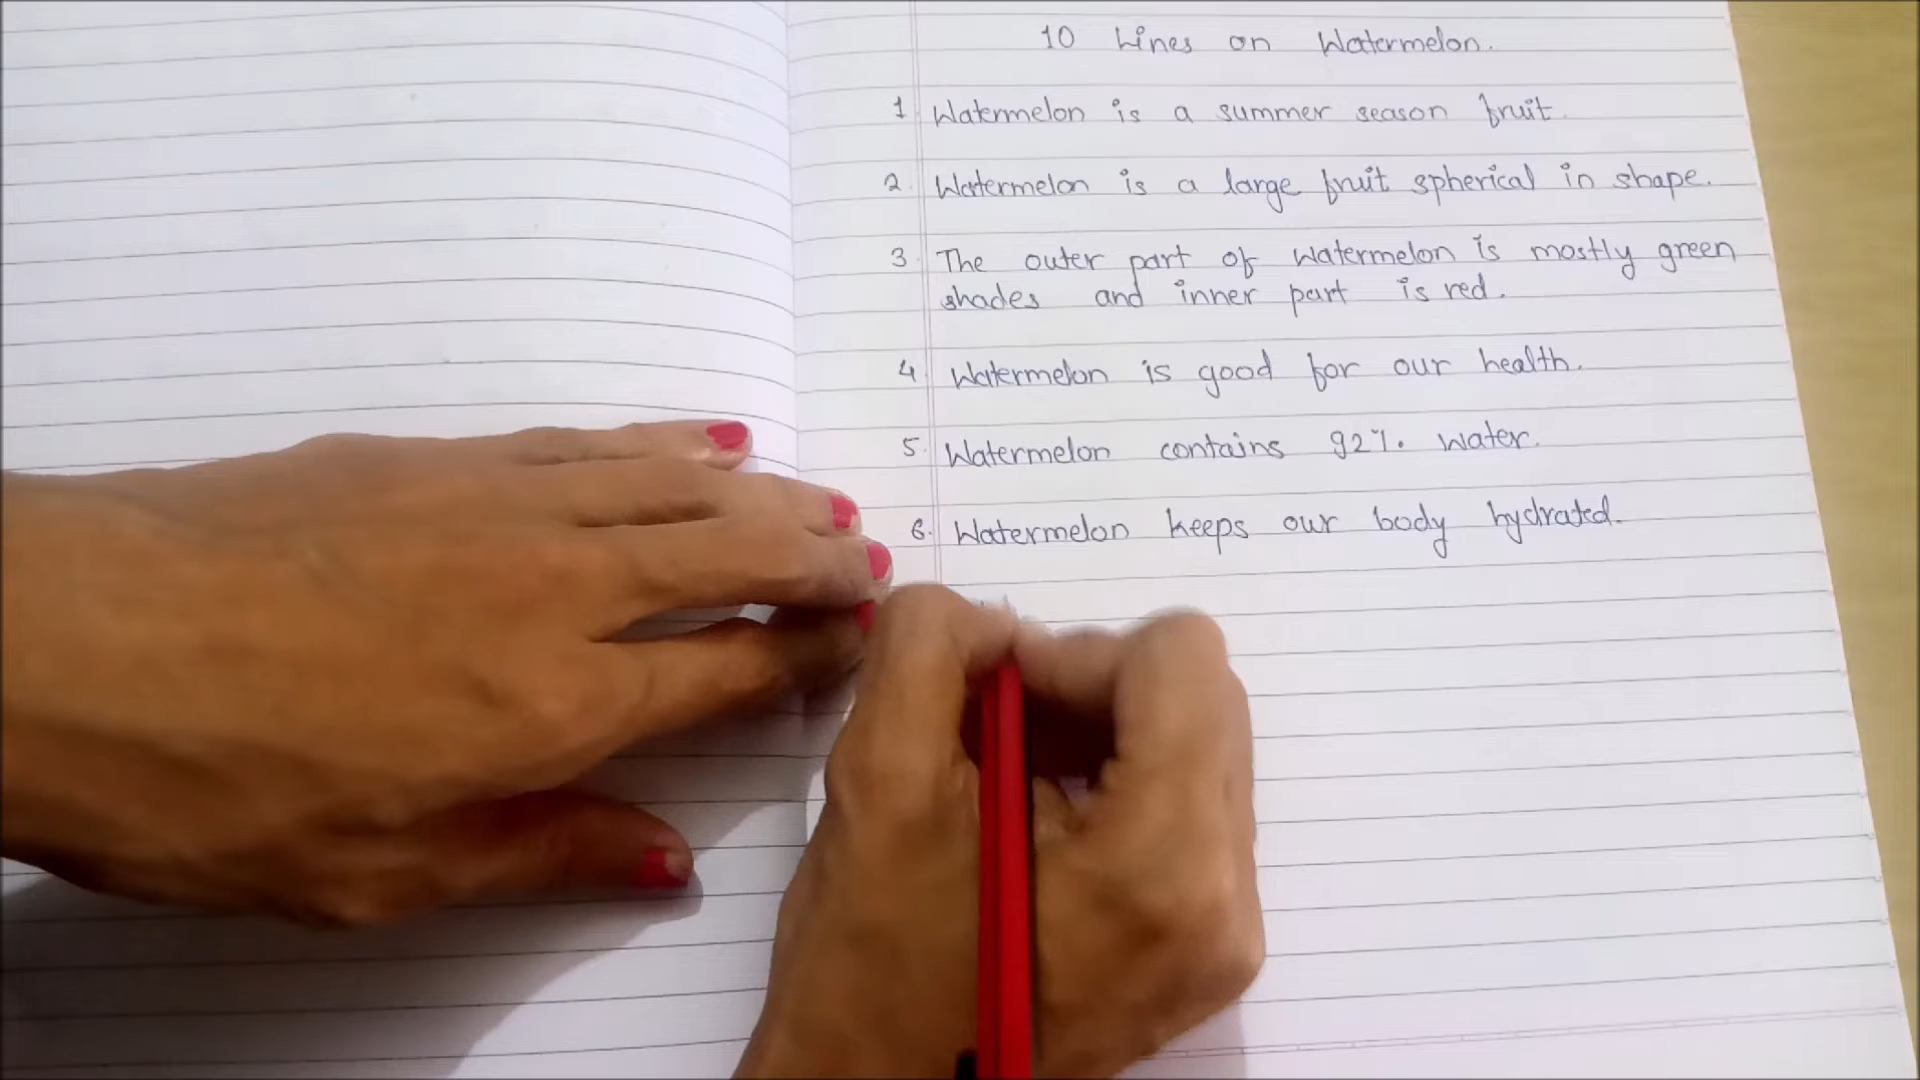 10 Lines on Watermelon.
1 Watermelon is a summer season fruit.
2. Watermelon is a large fruit spherical in shape.
3 The outer part of watermelon is mostly green
shades and inner part is red.
4 Watermelon is good for our health.
5. Watermelon contains 92% water.
6. Watermelon keeps our body hydrated.